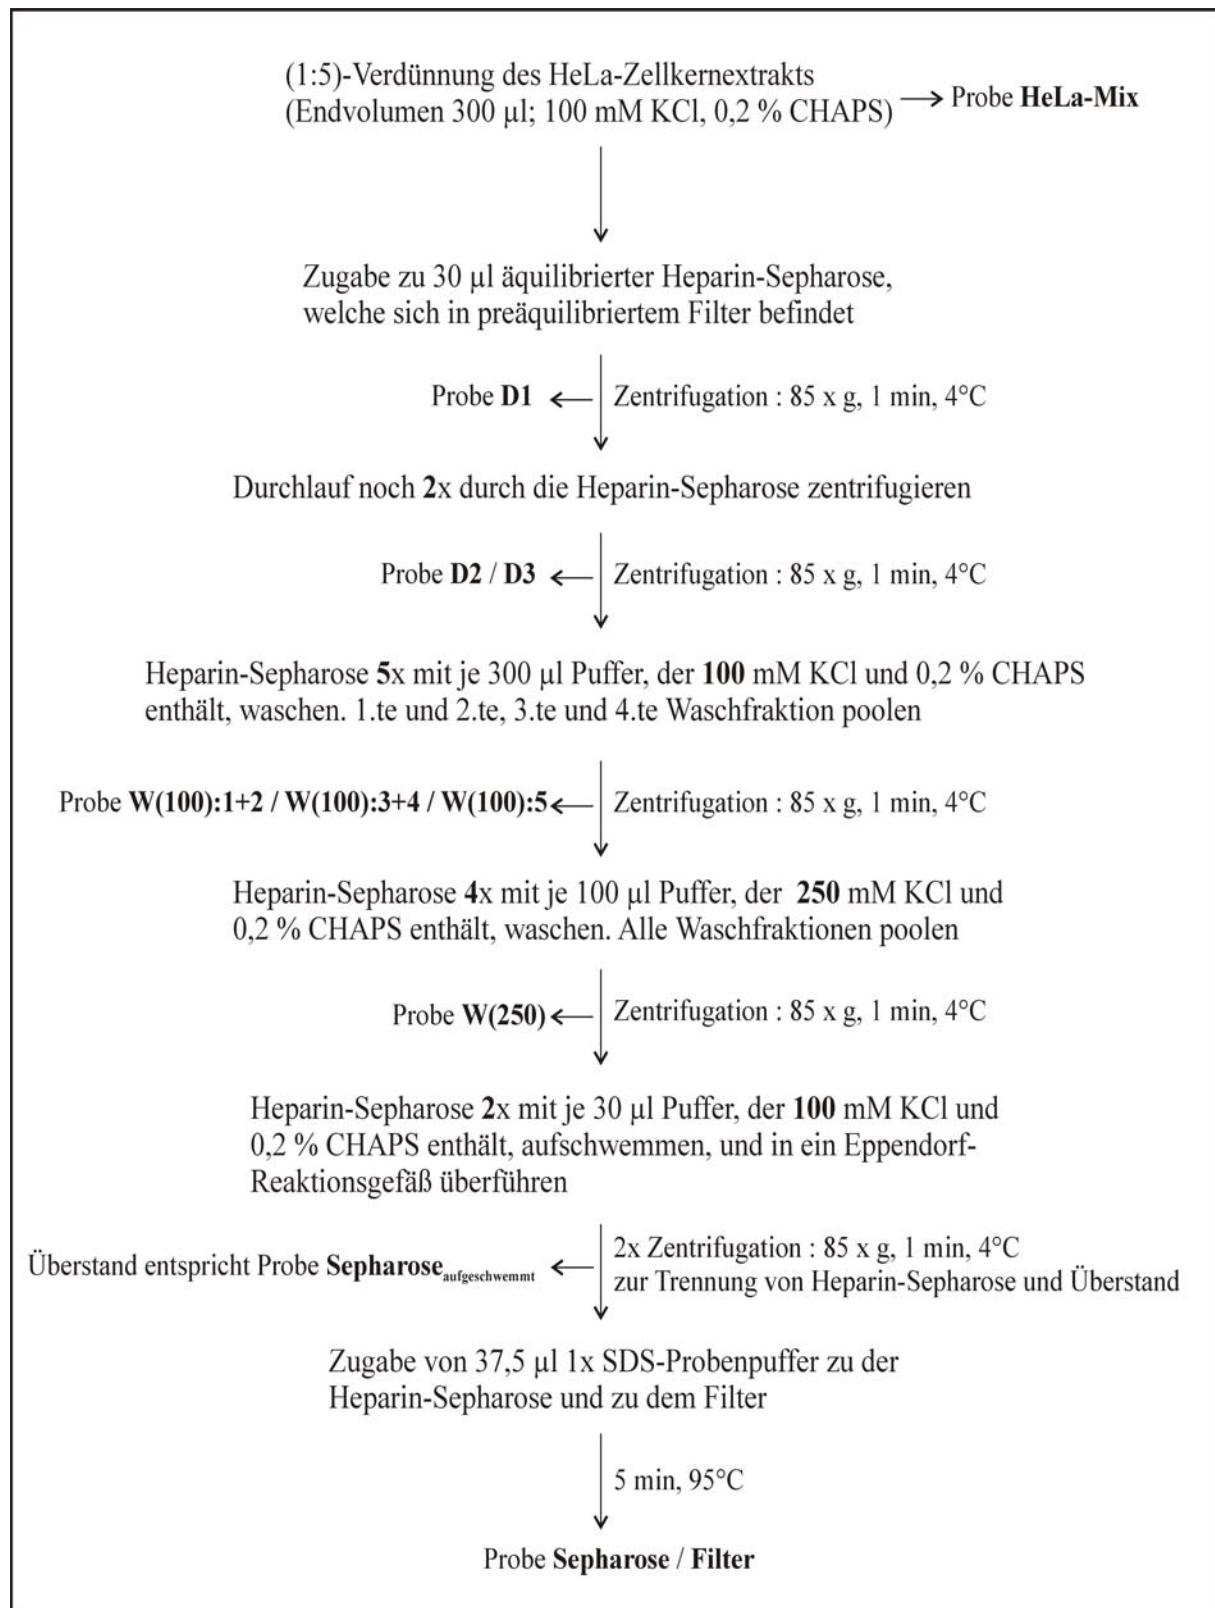 (1:5)-Verdünnung des HeLa-Zellkernextrakts
(Endvolumen 300 µl; 100 mM KCl, 0,2 % CHAPS) → Probe HeLa-Mix
Zugabe zu 30 µl äquilibrierter Heparin-Sepharose,
welche sich in preäquilibriertem Filter befindet
Probe D1 ← Zentrifugation : 85 x g, 1 min, 4°C
Durchlauf noch 2x durch die Heparin-Sepharose zentrifugieren
Probe D2 / D3 ← Zentrifugation : 85 x g, 1 min, 4°C
Heparin-Sepharose 5x mit je 300 µl Puffer, der 100 mM KCl und 0,2 % CHAPS
enthält, waschen. 1.te und 2.te, 3.te und 4.te Waschfraktion poolen
Probe W(100):1+2 / W(100):3+4 / W(100):5 ← Zentrifugation : 85 x g, 1 min, 4°C
Heparin-Sepharose 4x mit je 100 µl Puffer, der 250 mM KCl und
0,2 % CHAPS enthält, waschen. Alle Waschfraktionen poolen
Probe W(250) ← Zentrifugation : 85 x g, 1 min, 4°C
Heparin-Sepharose 2x mit je 30 µl Puffer, der 100 mM KCl und
0,2 % CHAPS enthält, aufschwemmen, und in ein Eppendorf-
Reaktionsgefäß überführen
2x Zentrifugation : 85 x g, 1 min, 4°C
Überstand entspricht Probe Sepharose aufgeschwemmt ←
zur Trennung von Heparin-Sepharose und Überstand
Zugabe von 37,5 µl 1x SDS-Probenpuffer zu der
Heparin-Sepharose und zu dem Filter
5 min, 95°C
Probe Sepharose / Filter